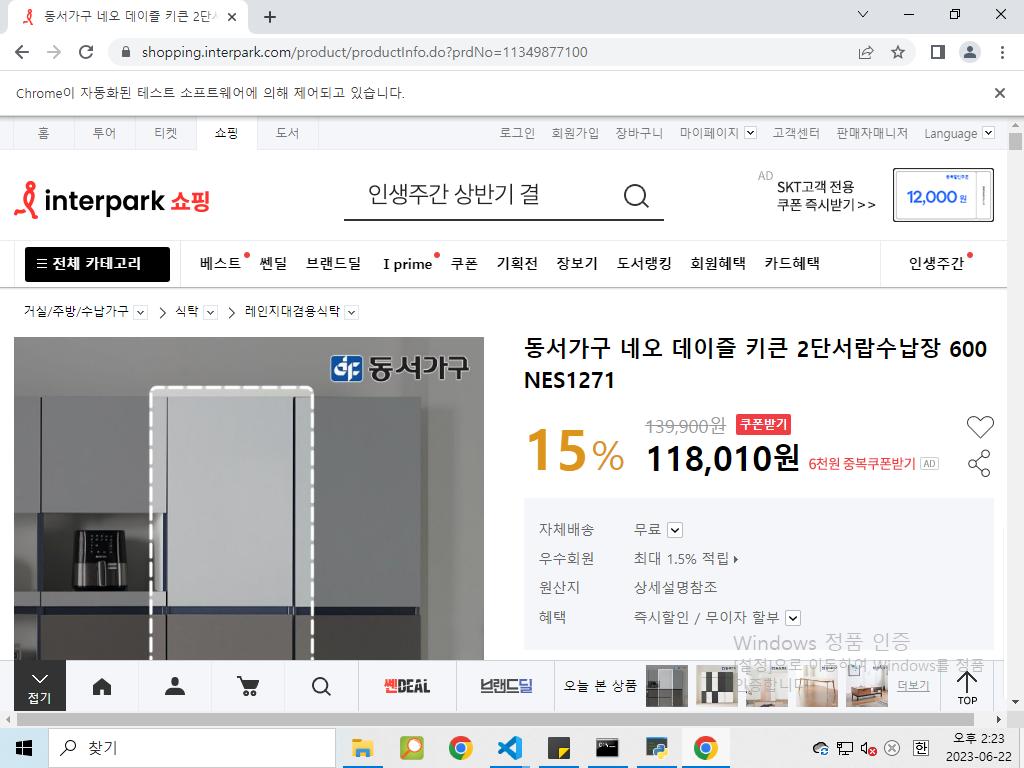 동서가구 네오 데이즐 키큰 2단
shopping.interpark.com/product/productInfo.do?prdNo=11349877100
Chrome이 자동화된 테스트 소프트웨어에 의해 제어되고 있습니다.
홈 투어 티켓 쇼핑 도서 로그인 회원가입 장바구니 마이페이지 고객센터 판매자매니저 Language
interpark 쇼핑
인생주간 상반기 결
AD SKT고객 전용
쿠폰 즉시받기>>
12,000원
전체 카테고리 베스트 쎈딜 브랜드딜 I prime 쿠폰 기획전 장보기 도서랭킹 회원혜택 카드혜택 인생주간
거실/주방/수납가구 식탁 레인지대겸용식탁
동서가구
동서가구 네오 데이즐 키큰 2단서랍수납장 600
NES1271
15% 139,900원 쿠폰받기
118,010원 6천원 중복쿠폰받기 AD
자체배송 무료
우수회원 최대 1.5% 적립
원산지 상세설명참조
혜택 즉시할인 / 무이자 할부
Windows 정품 인증
[설정]으로 이동하여 Windows를 정품
인증합니다.
접기
쎈DEAL 브랜드딜 오늘 본 상품 더보기 TOP
찾기
한
오후 2:23
2023-06-22